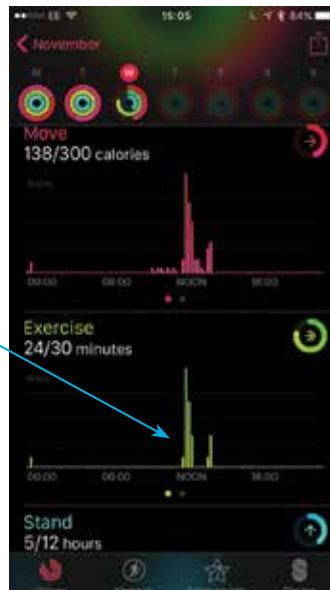 EE 15:05 84%
November
M T W T F S S
Move
138/300 calories
00:00 06:00 NOON 18:00
Exercise
24/30 minutes
00:00 06:00 NOON 18:00
Stand
5/12 hours